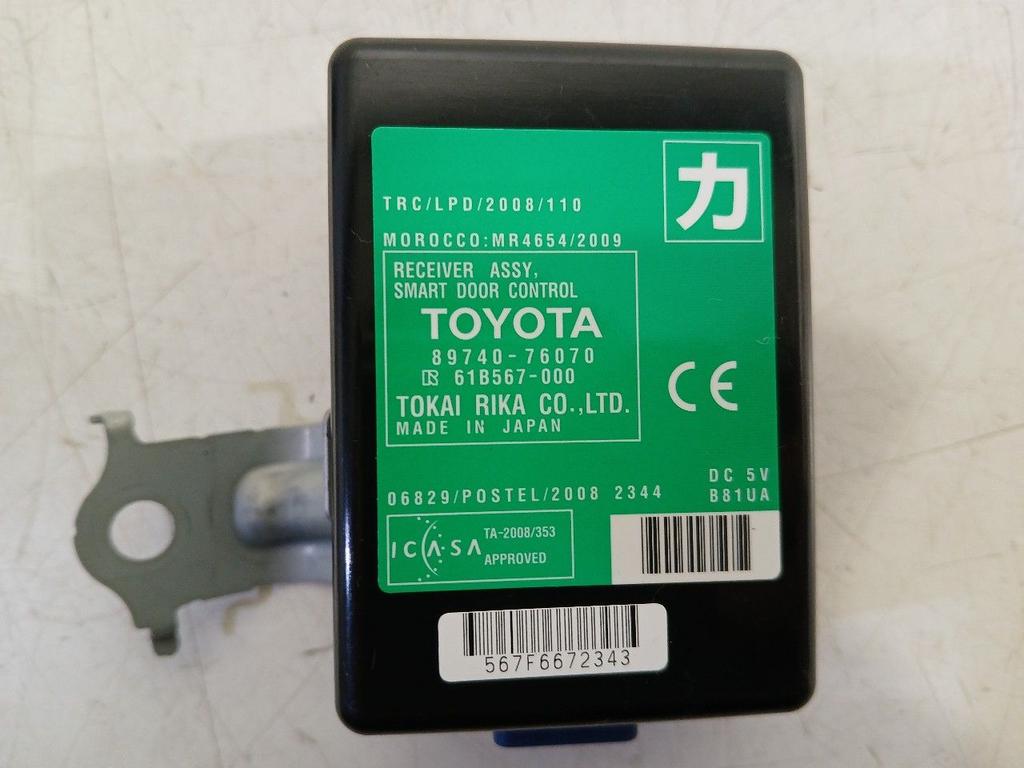 力
TRC/LPD/2008/110
MOROCCO:MR4654/2009
RECEIVER ASSY,
SMART DOOR CONTROL
TOYOTA
89740-76070
R 61B567-000
TOKAI RIKA CO.,LTD.
MADE IN JAPAN
CE
DC 5V
06829/POSTEL/2008 2344 B81UA
ICASA
TA-2008/353
APPROVED
567F6672343